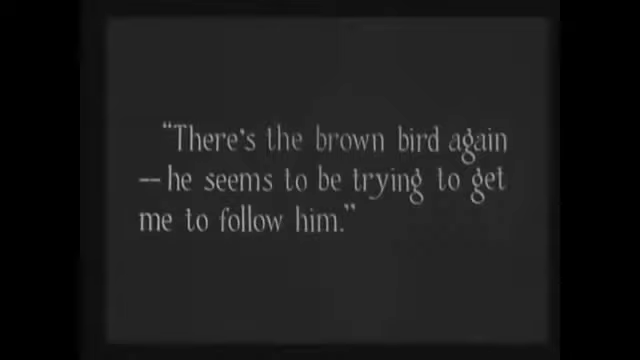 “There's the brown bird again
—he seems to be trying to get
me to follow him.”